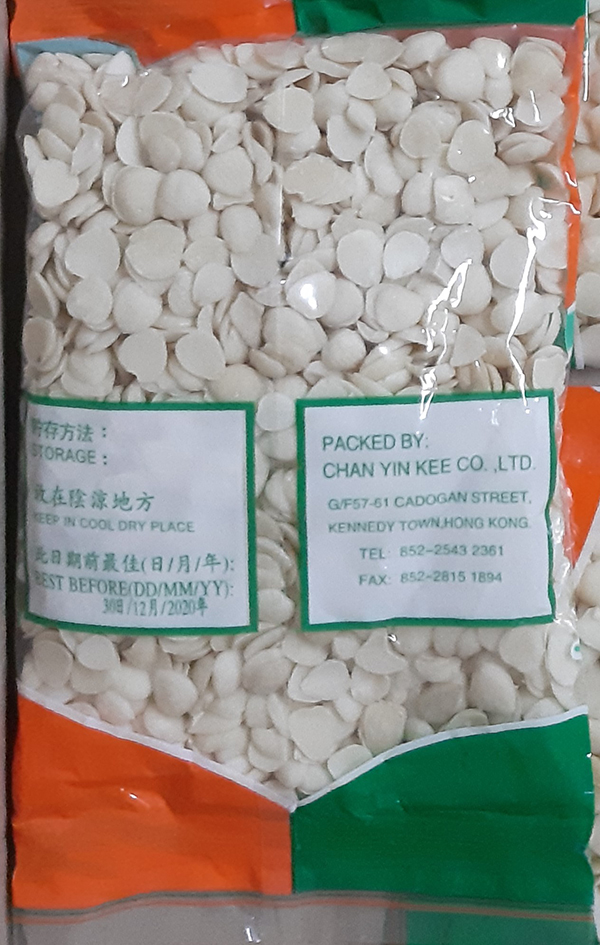 貯存方法：
STORAGE：
放在陰涼地方
KEEP IN COOL DRY PLACE
此日期前最佳(日/月/年):
BEST BEFORE(DD/MM/YY):
30日/12月/2020年
PACKED BY:
CHAN YIN KEE CO. ,LTD.
G/F57-61 CADOGAN STREET,
KENNEDY TOWN,HONG KONG.
TEL: 852-2543 2361
FAX: 852-2815 1894